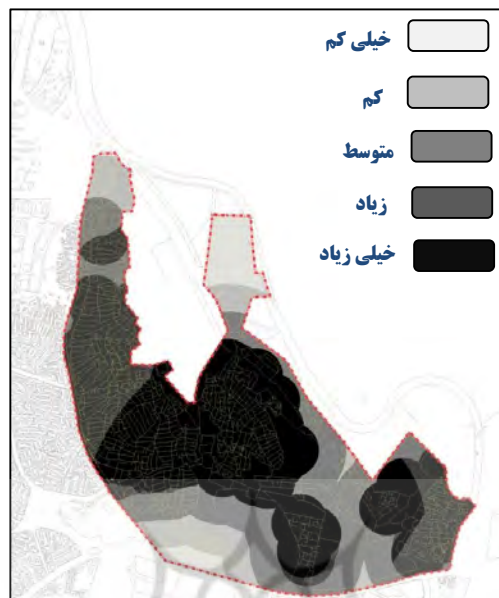 خیلی کم
کم
متوسط
زیاد
خیلی زیاد